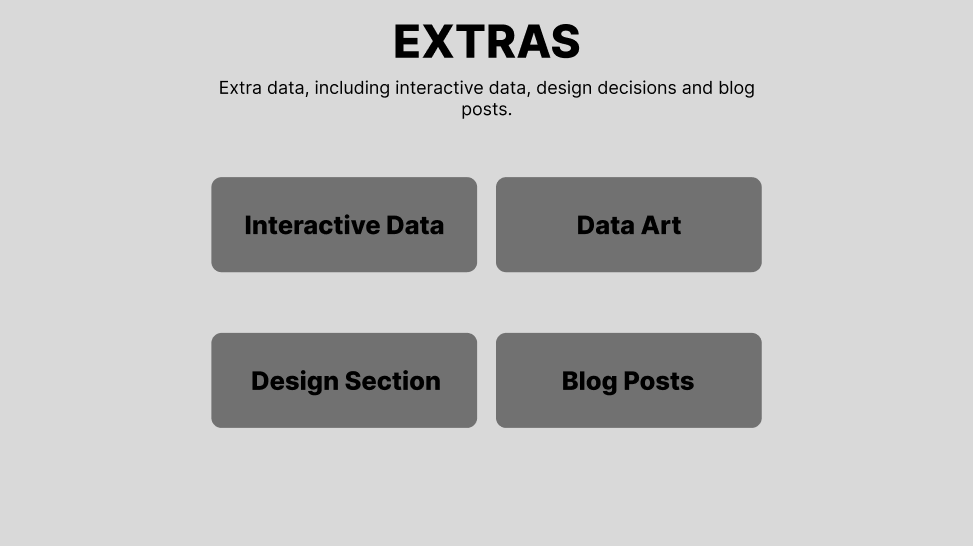 EXTRAS
Extra data, including interactive data, design decisions and blog
posts.
Interactive Data
Data Art
Design Section
Blog Posts